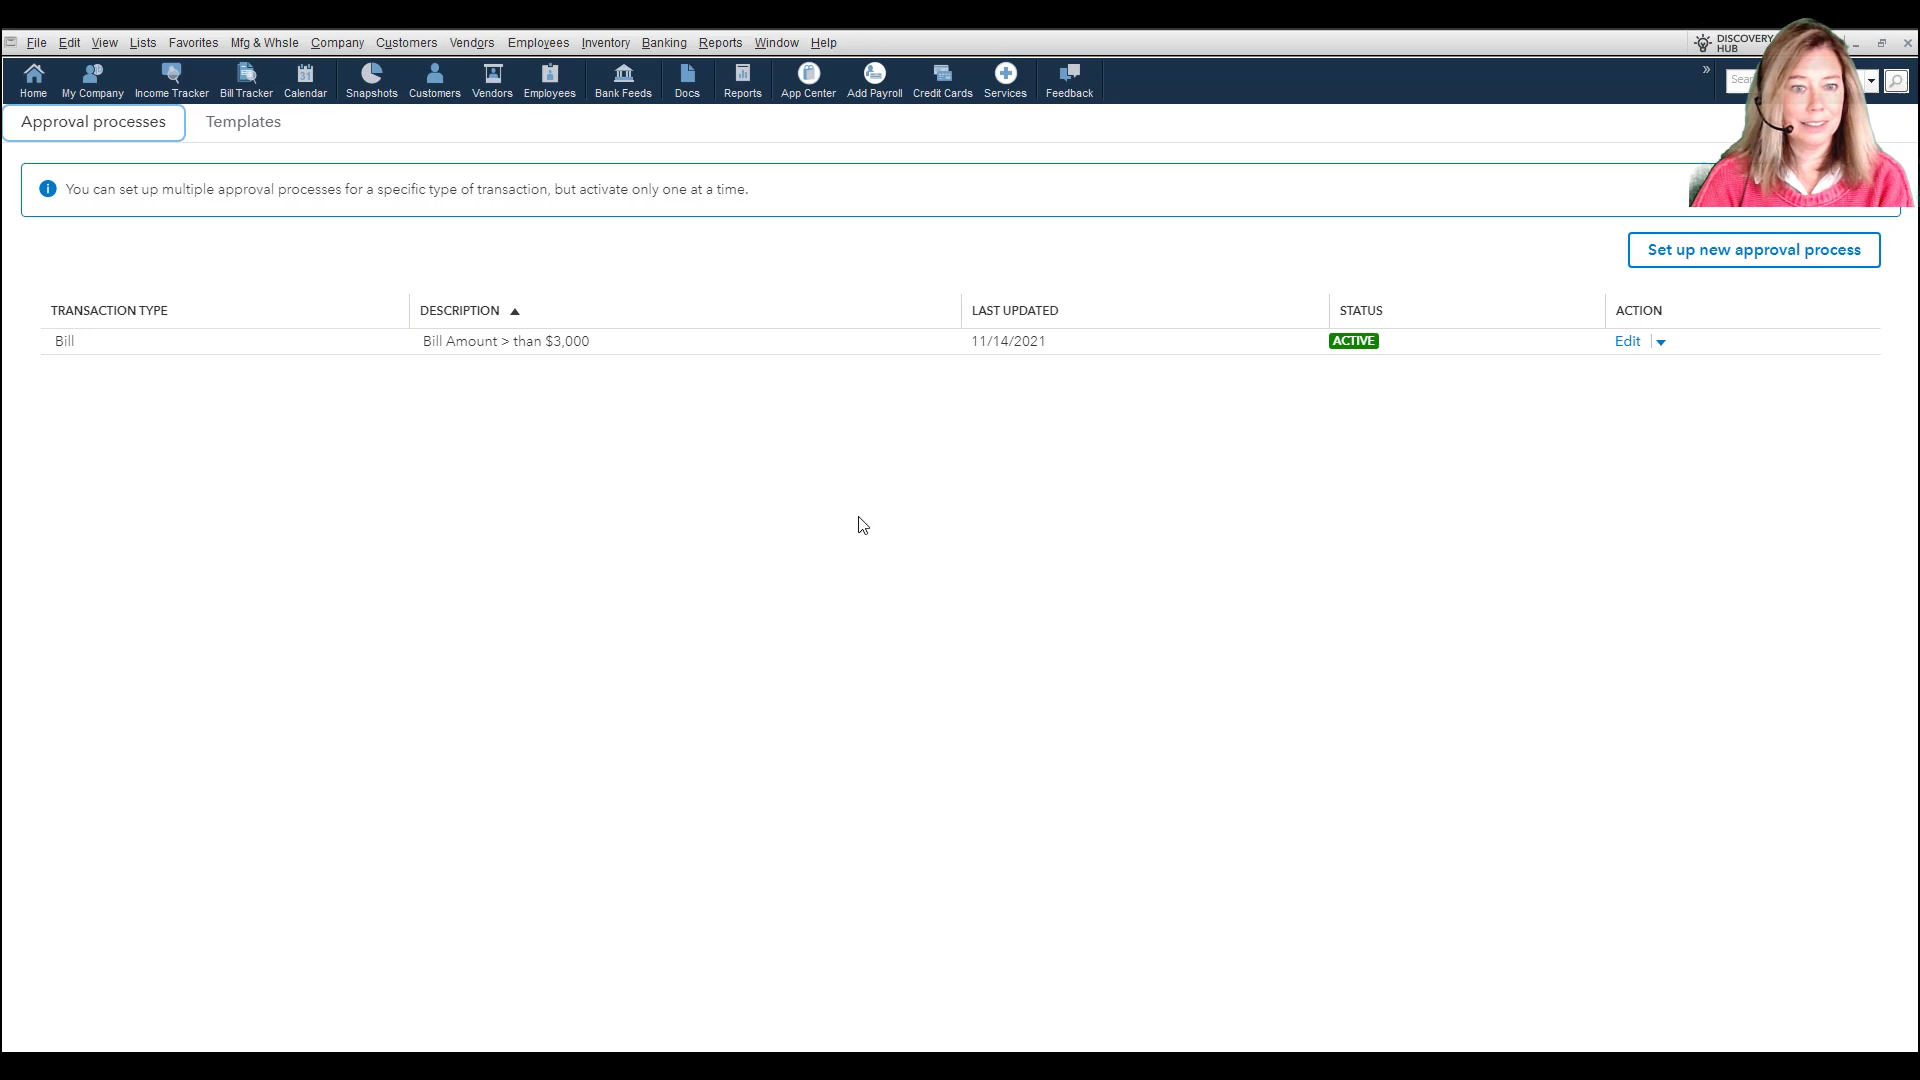 File Edit View Lists Favorites Mfg & Whsle Company Customers Vendors Employees Inventory Banking Reports Window Help
DISCOVERY
HUB
Home My Company Income Tracker Bill Tracker Calendar Snapshots Customers Vendors Employees Bank Feeds Docs Reports App Center Add Payroll Credit Cards Services Feedback
31
Approval processes Templates
You can set up multiple approval processes for a specific type of transaction, but activate only one at a time.
Set up new approval process
TRANSACTION TYPE DESCRIPTION LAST UPDATED STATUS ACTION
Bill Bill Amount > than $3,000 11/14/2021 ACTIVE Edit